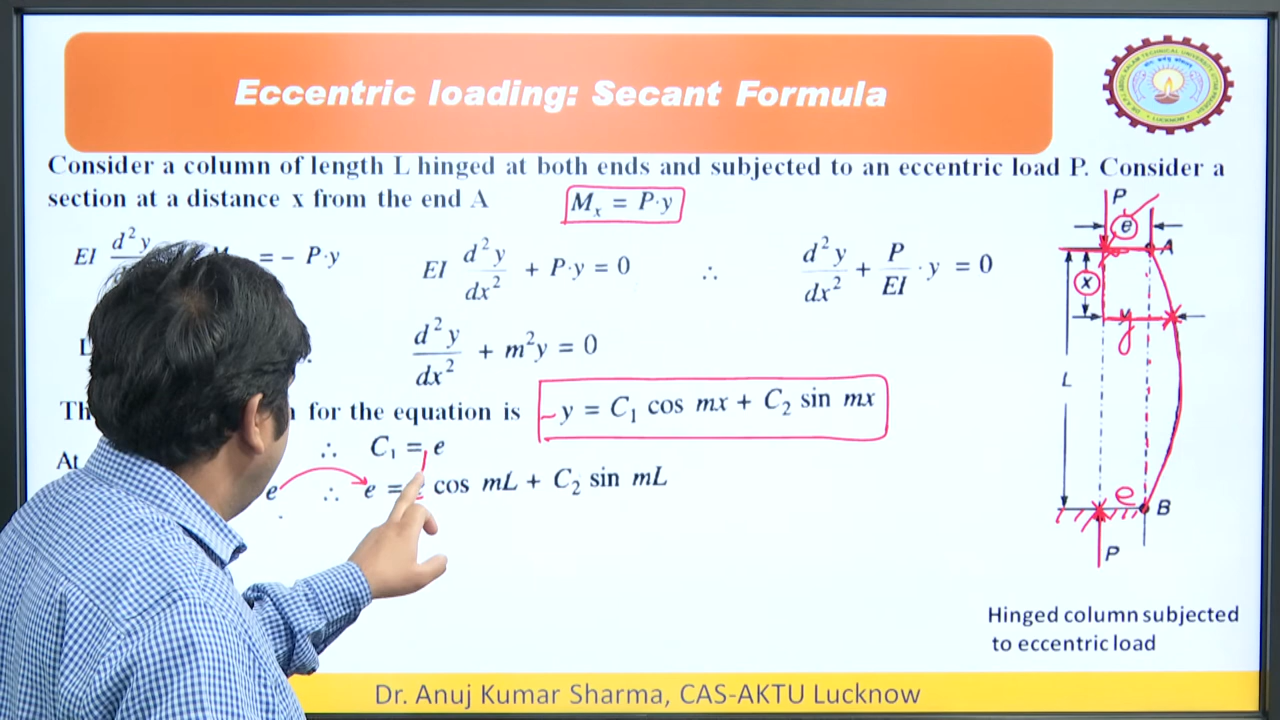 Eccentric loading: Secant Formula
Consider a column of length L hinged at both ends and subjected to an eccentric load P. Consider a
section at a distance x from the end A
Mₓ = P·y
EI d²y = − P·y
EI d²y/dx² + P·y = 0
∴
d²y/dx² + P/EI · y = 0
d²y/dx² + m²y = 0
for the equation is
y = C₁ cos mx + C₂ sin mx
At
∴ C₁ = e
e ∴ e = e cos mL + C₂ sin mL
P
e
A
x
y
L
e
B
P
Hinged column subjected
to eccentric load
Dr. Anuj Kumar Sharma, CAS-AKTU Lucknow